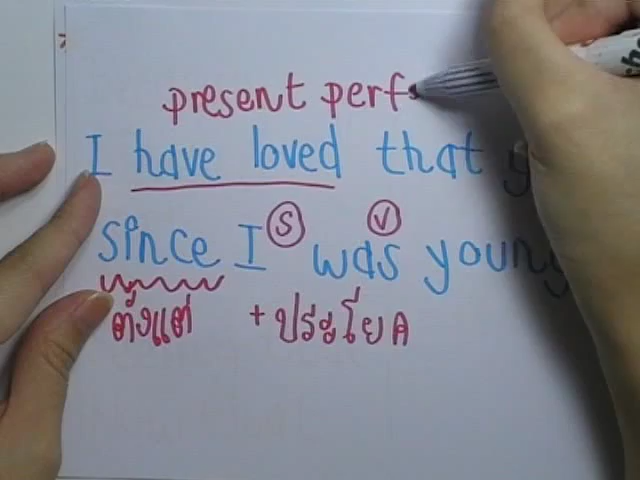 present perf
I have loved that
since I Ⓢ was Ⓥ young
ตั้งแต่ + ประโยค